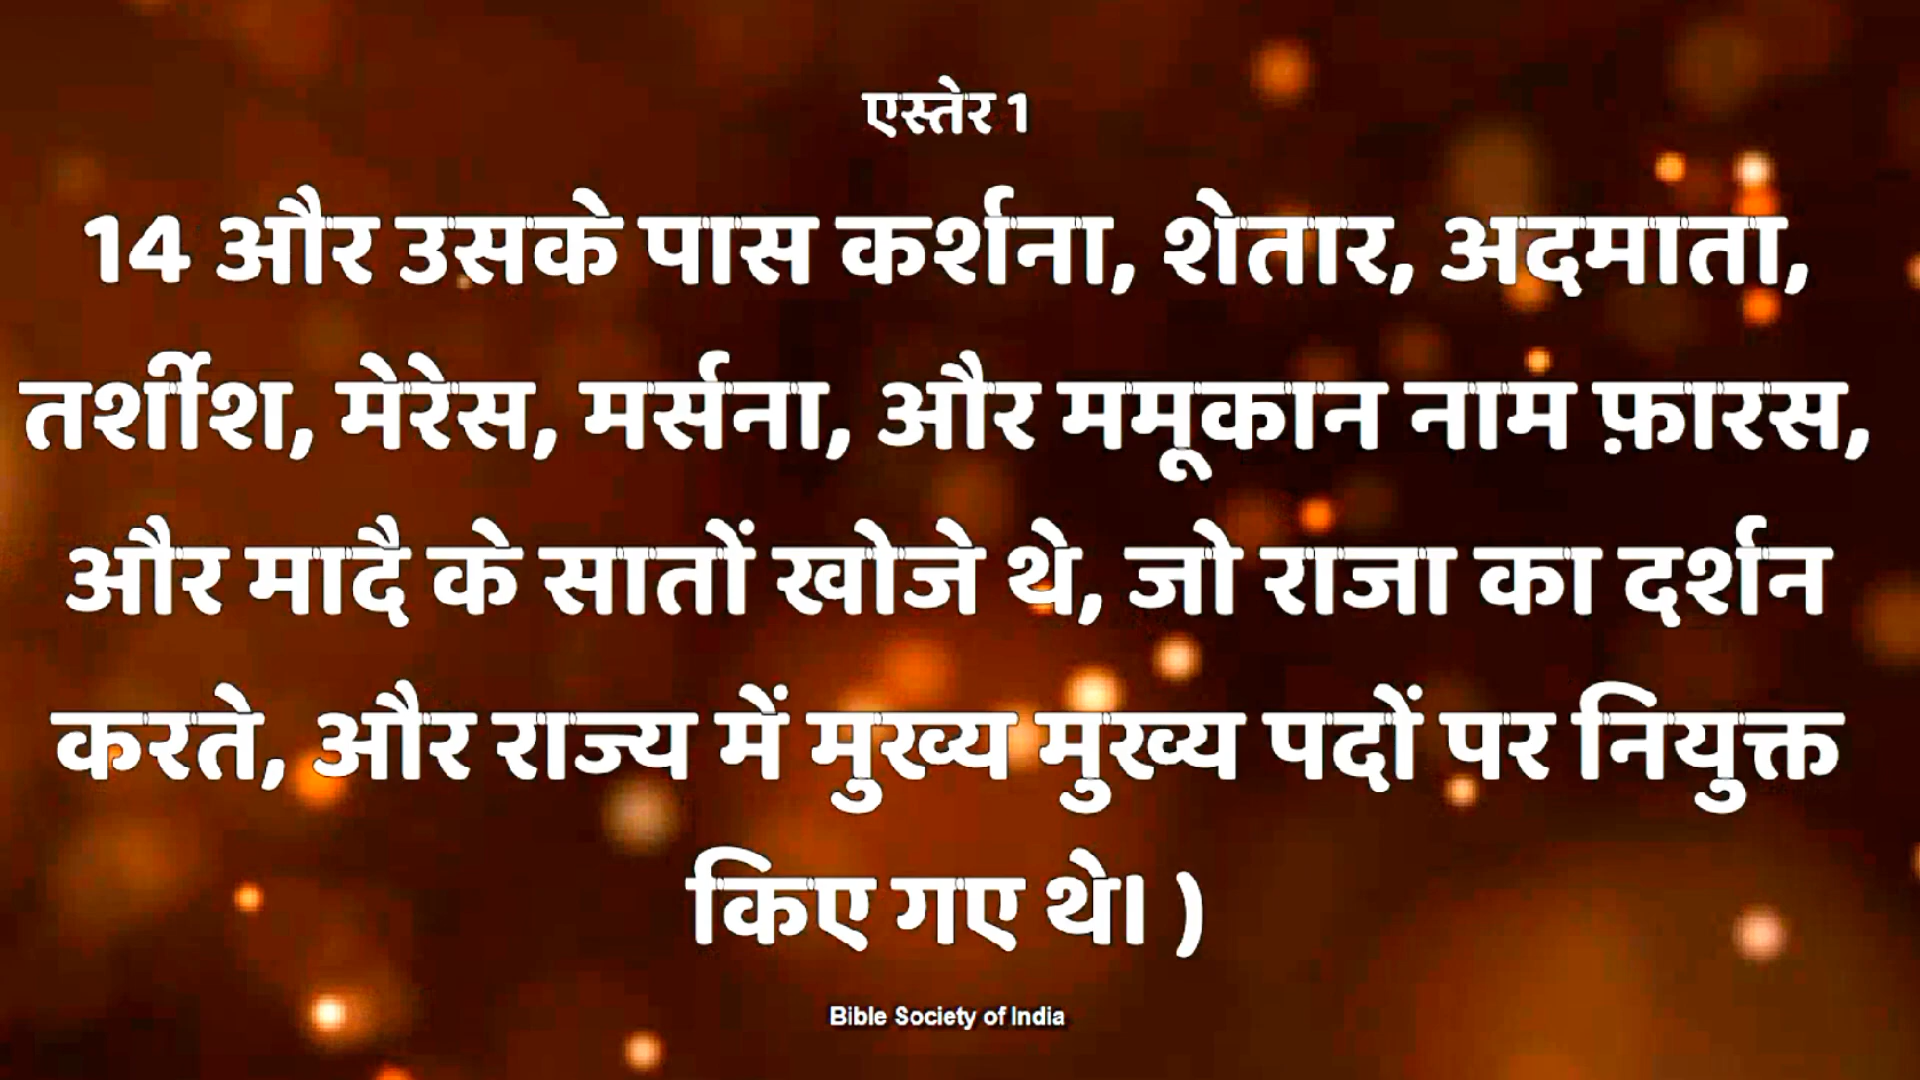 एस्तेर 1
14 और उसके पास कर्शना, शेतार, अदमाता,
तर्शीश, मेरेस, मर्सना, और ममूकान नाम फ़ारस,
और मादै के सातों खोजे थे, जो राजा का दर्शन
करते, और राज्य में मुख्य मुख्य पदों पर नियुक्त
किए गए थे। )
Bible Society of India